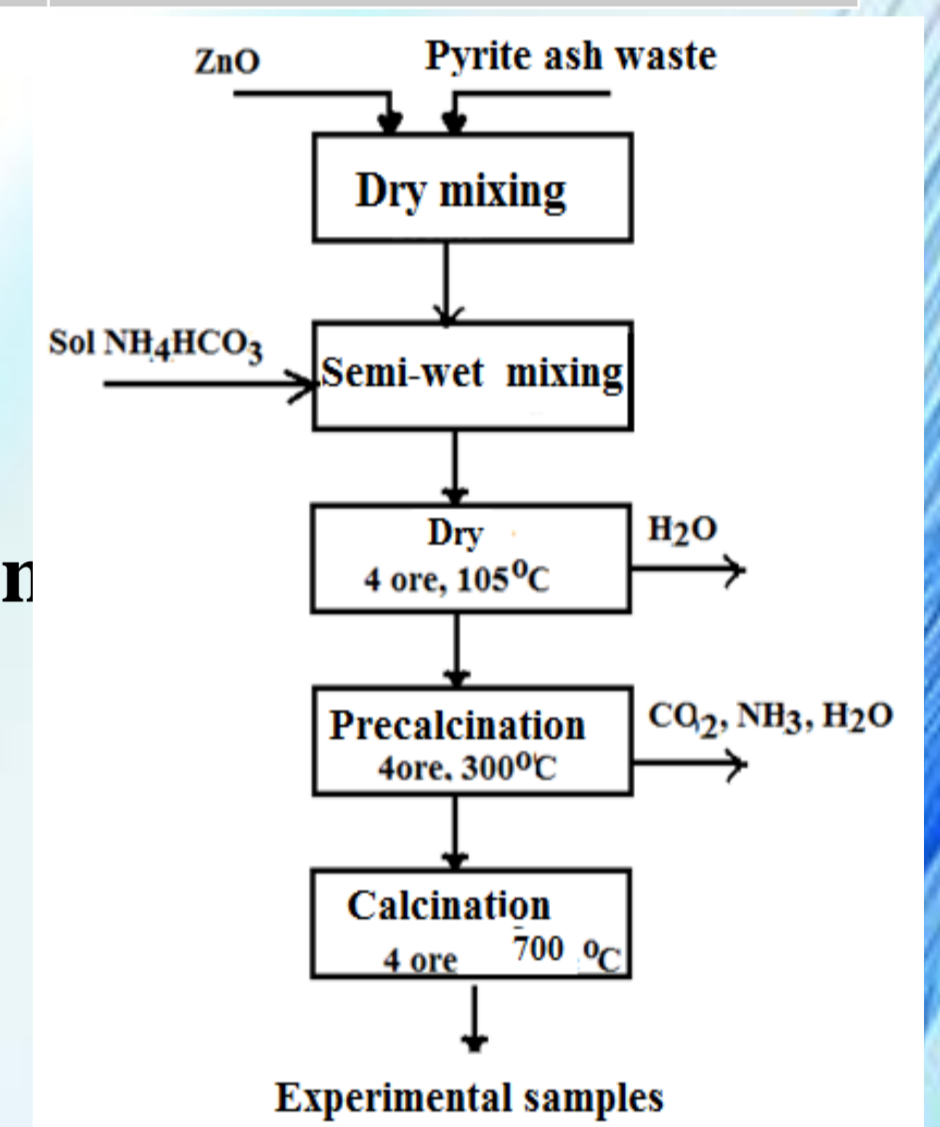 ZnO
Pyrite ash waste
Dry mixing
Sol NH4HCO3
Semi-wet mixing
Dry
4 ore, 105⁰C
H2O
Precalcination
4ore. 300⁰C
CO2, NH3, H2O
Calcination
4 ore 700 ⁰C
Experimental samples